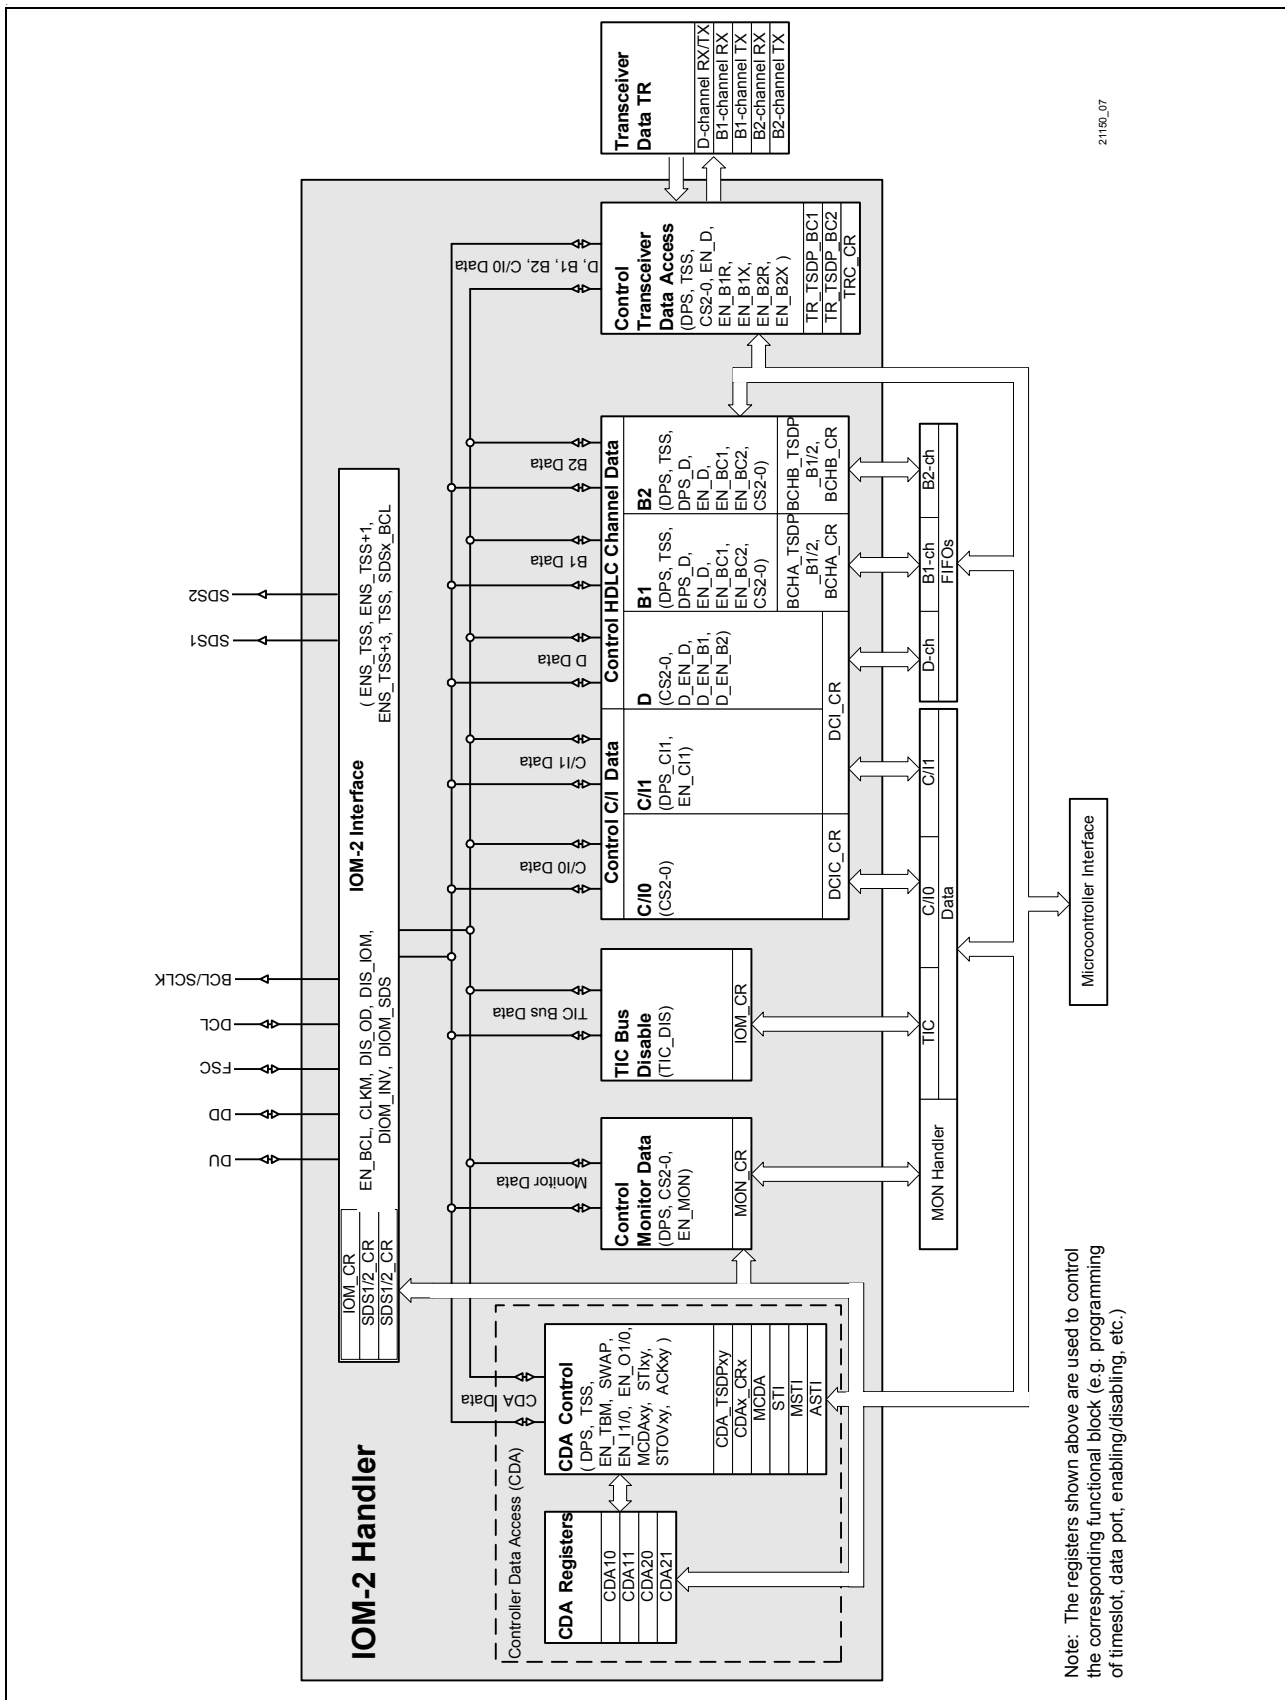 IOM-2 Handler
DU
DD
FSC
DCL
BCL/SCLK
SDS1
SDS2
IOM_CR
SDS1/2_CR
SDS1/2_CR
IOM-2 Interface
EN_BCL, CLKM, DIS_OD, DIS_IOM,
DIOM_INV, DIOM_SDS
( ENS_TSS, ENS_TSS+1,
ENS_TSS+3, TSS, SDSx_BCL
Controller Data Access (CDA)
CDA Registers
CDA10
CDA11
CDA20
CDA21
CDA Data
CDA Control
( DPS, TSS,
EN_TBM, SWAP,
EN_I1/0, EN_O1/0,
MCDAxy, STIxy,
STOVxy, ACKxy)
CDA_TSDPxy
CDAx_CRx
MCDA
STI
MSTI
ASTI
Monitor Data
Control
Monitor Data
(DPS, CS2-0,
EN_MON)
MON_CR
TIC Bus Data
TIC Bus
Disable
(TIC_DIS)
IOM_CR
C/I0 Data
C/I1 Data
D Data
B1 Data
B2 Data
Control C/I Data
Control HDLC Channel Data
C/I0
(CS2-0)
DCIC_CR
C/I1
(DPS_CI1,
EN_CI1)
D
(CS2-0,
D_EN_D,
D_EN_B1,
D_EN_B2)
DCI_CR
B1
(DPS, TSS,
DPS_D,
EN_D,
EN_BC1,
EN_BC2,
CS2-0)
BCHA_TSDP
_B1/2,
BCHA_CR
B2
(DPS, TSS,
DPS_D,
EN_D,
EN_BC1,
EN_BC2,
CS2-0)
BCHB_TSDP
_B1/2,
BCHB_CR
D, B1, B2, C/I0 Data
Control
Transceiver
Data Access
(DPS, TSS,
CS2-0, EN_D,
EN_B1R,
EN_B1X,
EN_B2R,
EN_B2X )
TR_TSDP_BC1
TR_TSDP_BC2
TRC_CR
Transceiver
Data TR
D-channel RX/TX
B1-channel RX
B1-channel TX
B2-channel RX
B2-channel TX
MON Handler
TIC
C/I0
C/I1
Data
D-ch
B1-ch
B2-ch
FIFOs
Microcontroller Interface
Note: The registers shown above are used to control
the corresponding functional block (e.g. programming
of timeslot, data port, enabling/disabling, etc.)
21150_07